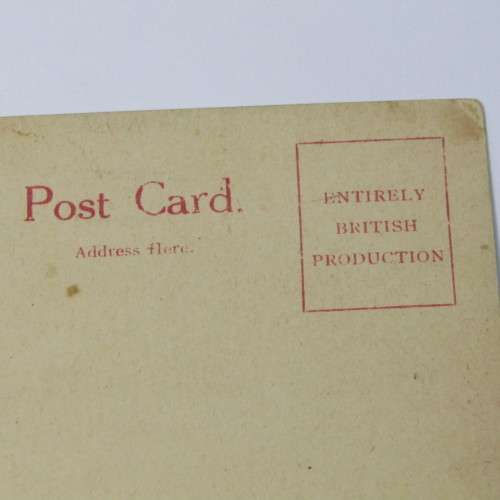 Post Card.
Address Here.
ENTIRELY
BRITISH
PRODUCTION